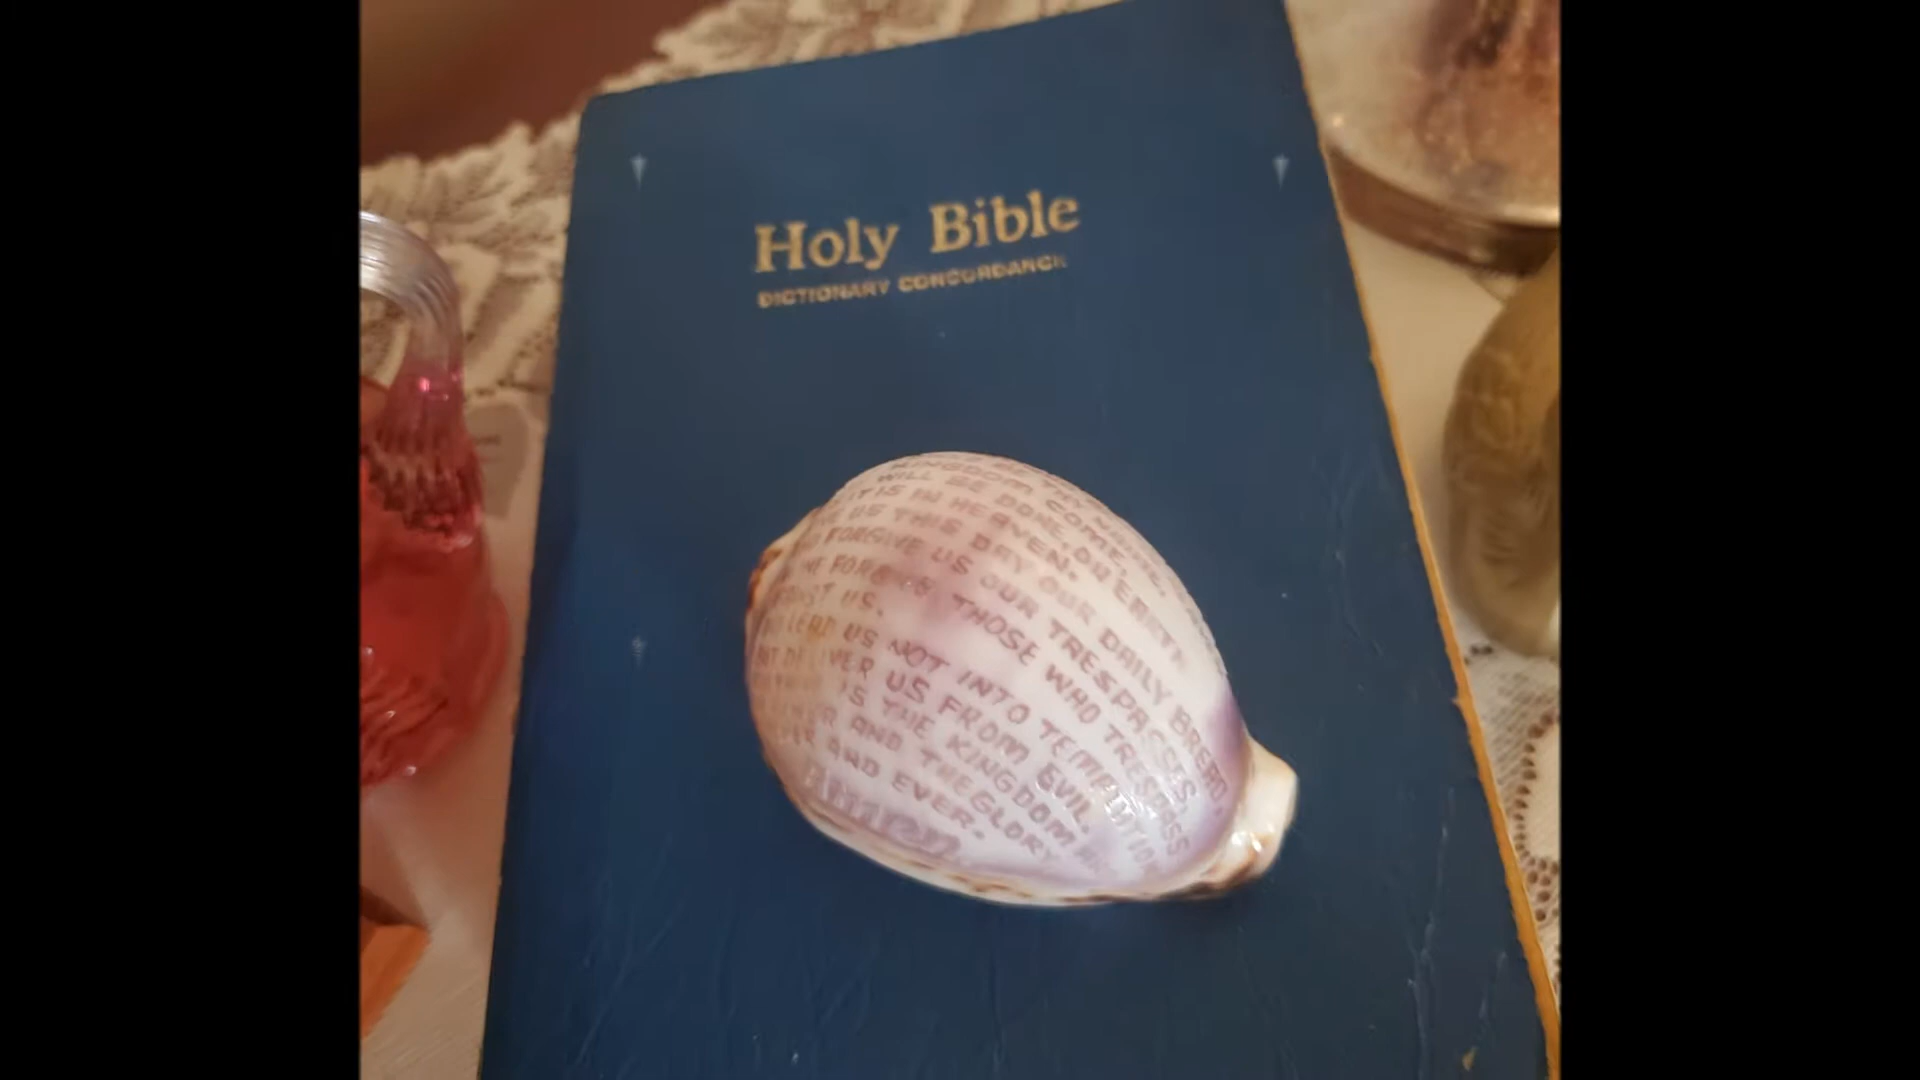 Holy Bible
DICTIONARY CONCORDANCE
KINGDOM COME,
WILL BE DONE, ON EARTH
IT IS IN HEAVEN.
US THIS DAY OUR DAILY BREAD.
FORGIVE US OUR TRESPASSES,
WE FORGIVE THOSE WHO TRESPASS
US.
LEAD US NOT INTO TEMPTATION
DELIVER US FROM EVIL.
IS THE KINGDOM
AND THE GLORY
AND EVER.
Amen.